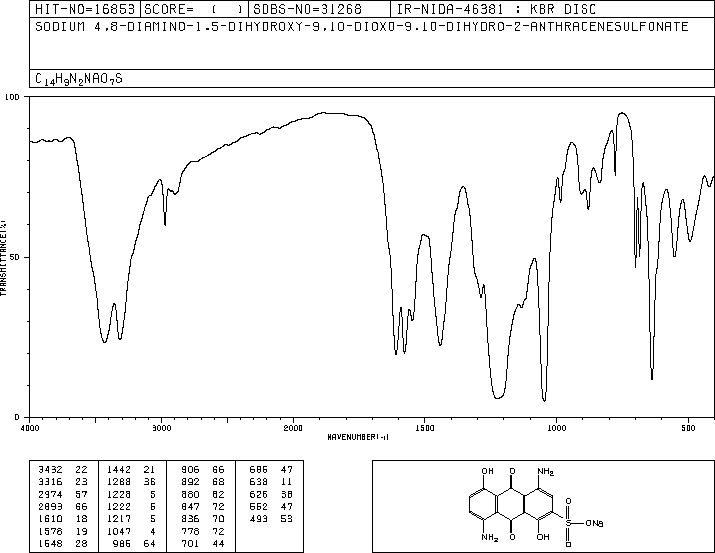 HIT-NO=16853 SCORE= ( ) SDBS-NO=31268 IR-NIDA-46381 : KBR DISC
SODIUM 4,8-DIAMINO-1,5-DIHYDROXY-9,10-DIOXO-9,10-DIHYDRO-2-ANTHRACENESULFONATE
C14H9N2NAO7S
100
50
0
TRANSMITTANCE(%)
4000 3000 2000 1500 1000 500
WAVENUMBER(-1)
3432 22 1442 21 906 66 686 47
3316 23 1288 36 892 68 638 11
2974 57 1228 5 880 62 626 38
2893 66 1222 5 847 72 552 47
1610 18 1217 5 836 70 493 53
1578 19 1047 4 778 72
1548 28 986 64 701 44
OH O NH2
O
S ONa
O
NH2 O OH